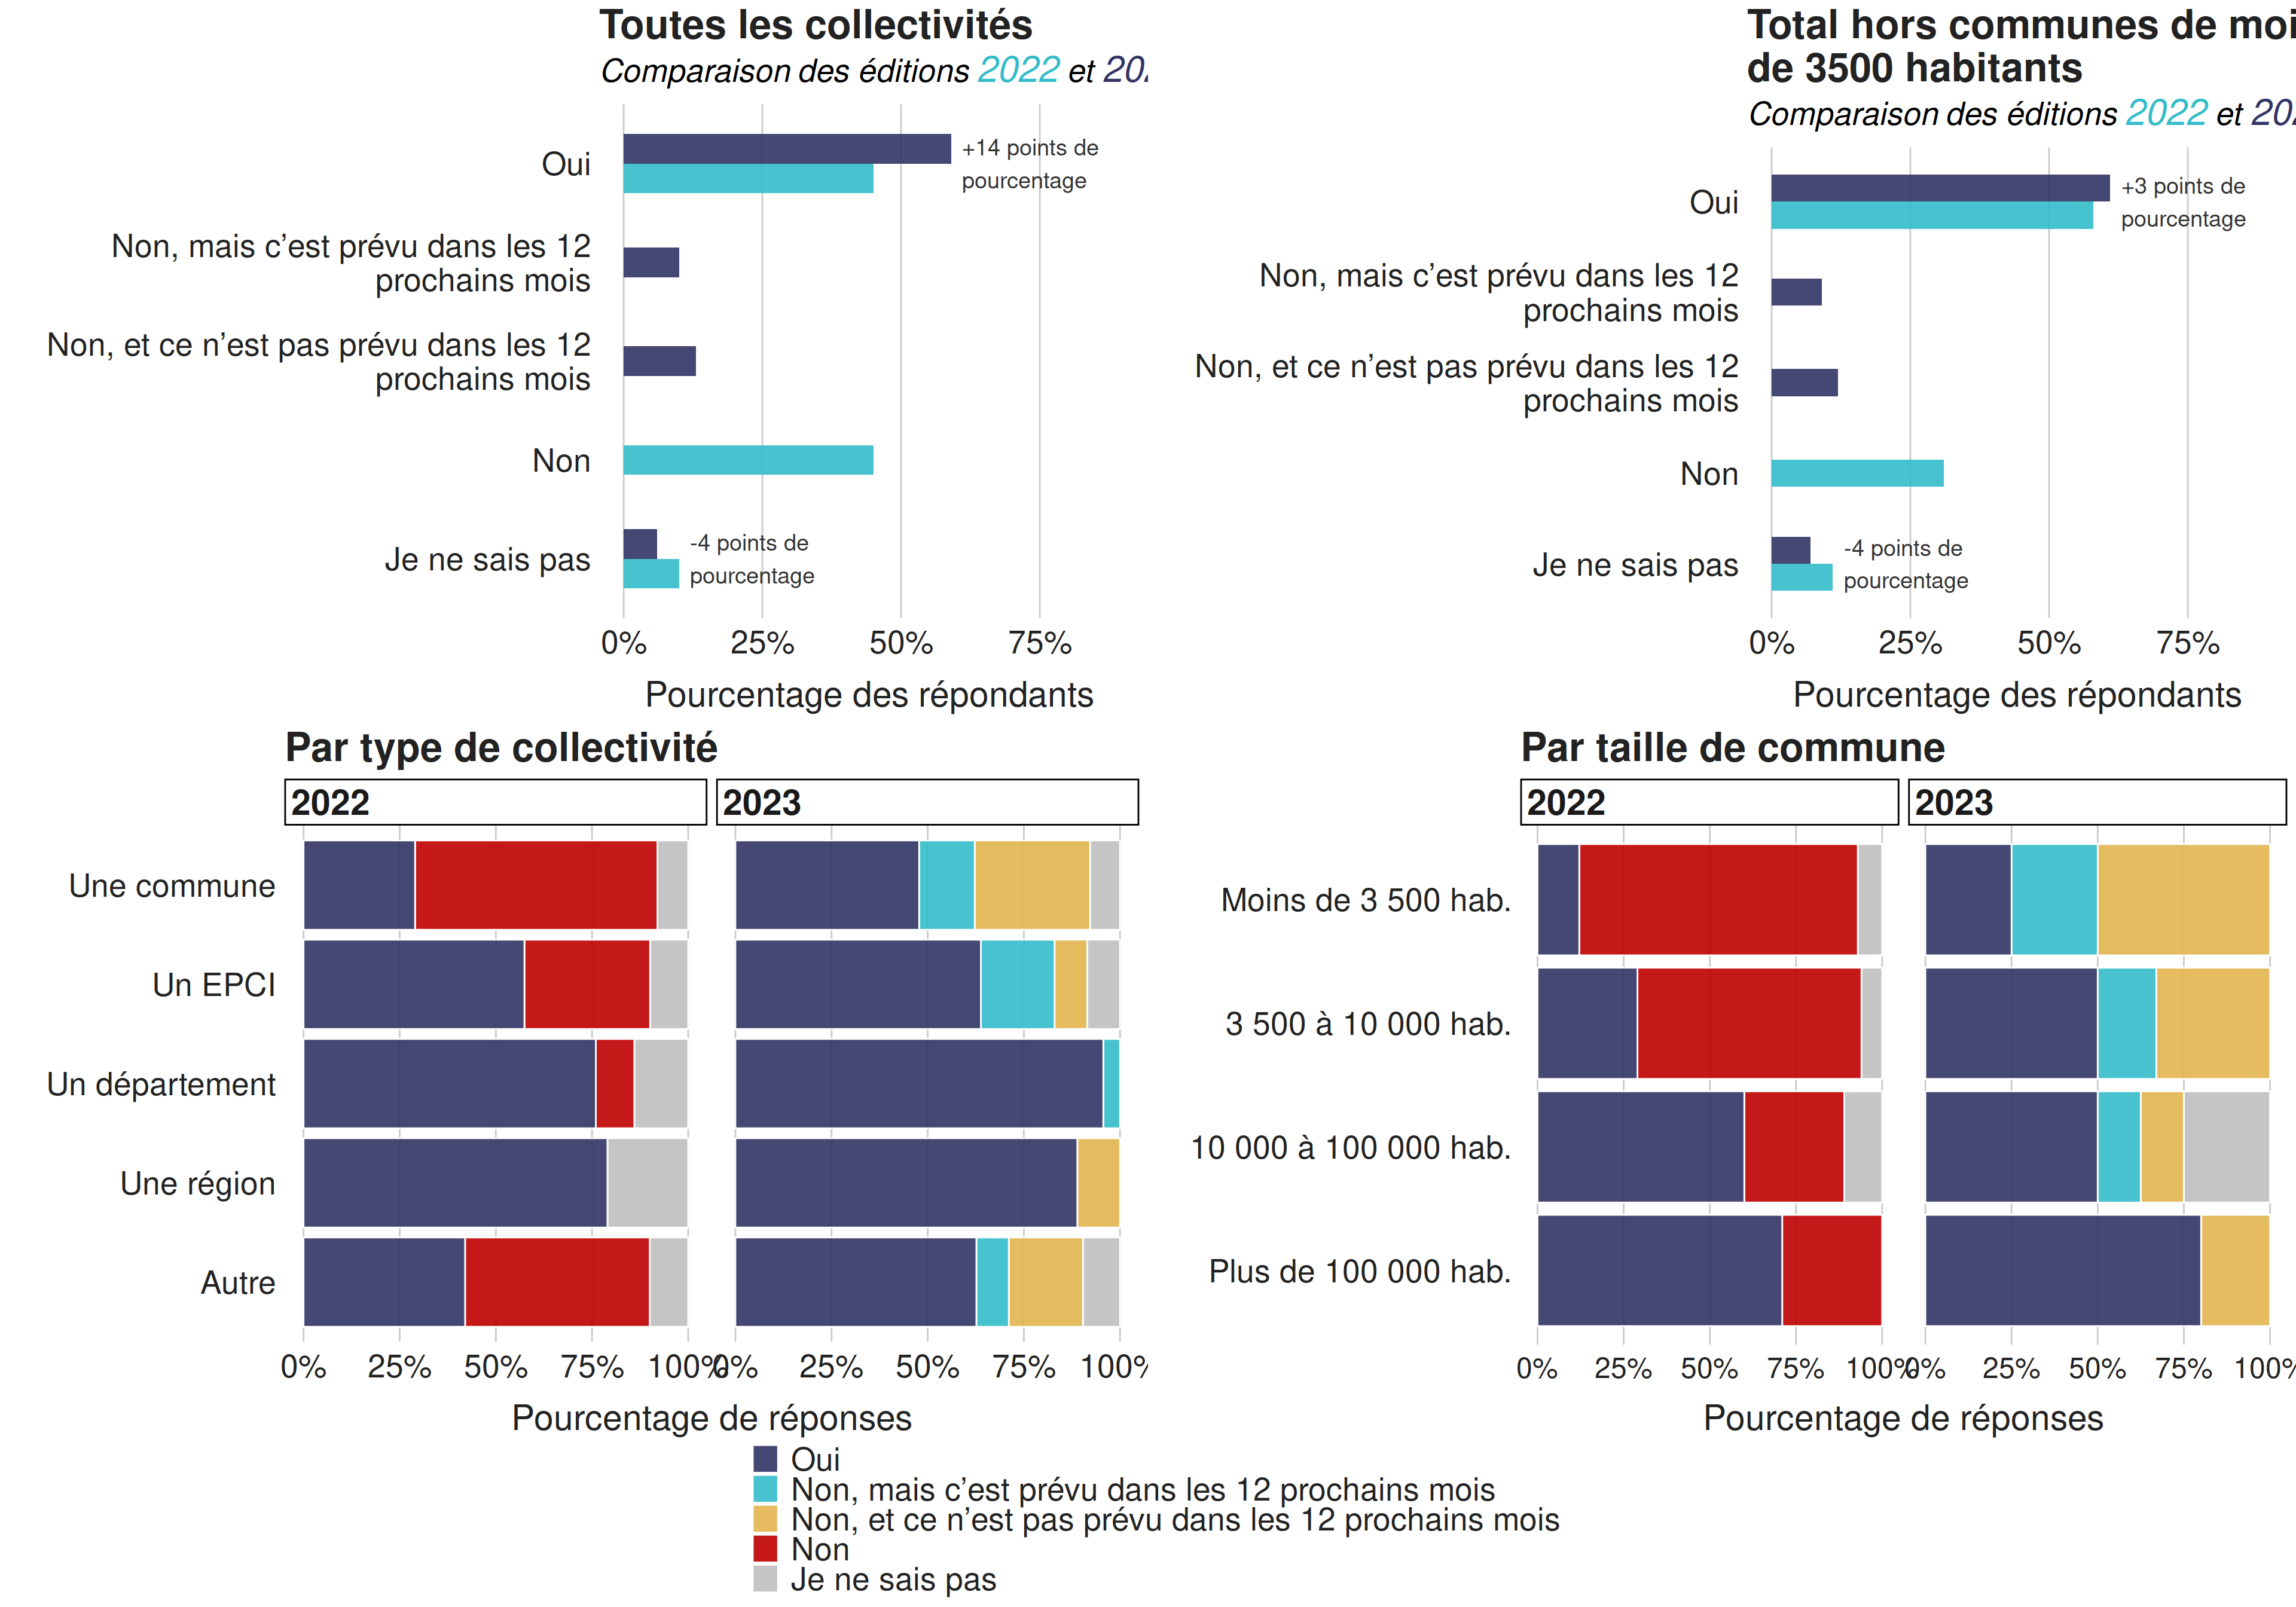 Toutes les collectivités
Comparaison des éditions 2022 et
Oui
+14 points de
pourcentage
Non, mais c’est prévu dans les 12
prochains mois
Non, et ce n’est pas prévu dans les 12
prochains mois
Non
Je ne sais pas
-4 points de
pourcentage
0% 25% 50% 75%
Pourcentage des répondants
Total hors communes de
de 3500 habitants
Comparaison des éditions 2022 et
Oui
+3 points de
pourcentage
Non, mais c’est prévu dans les 12
prochains mois
Non, et ce n’est pas prévu dans les 12
prochains mois
Non
Je ne sais pas
-4 points de
pourcentage
0% 25% 50% 75%
Pourcentage des répondants
Par type de collectivité
2022 2023
Une commune
Un EPCI
Un département
Une région
Autre
0% 25% 50% 75% 100% 0% 25% 50% 75% 100%
Pourcentage de réponses
Par taille de commune
2022 2023
Moins de 3 500 hab.
3 500 à 10 000 hab.
10 000 à 100 000 hab.
Plus de 100 000 hab.
0% 25% 50% 75% 100% 0% 25% 50% 75% 100%
Pourcentage de réponses
Oui
Non, mais c’est prévu dans les 12 prochains mois
Non, et ce n’est pas prévu dans les 12 prochains mois
Non
Je ne sais pas